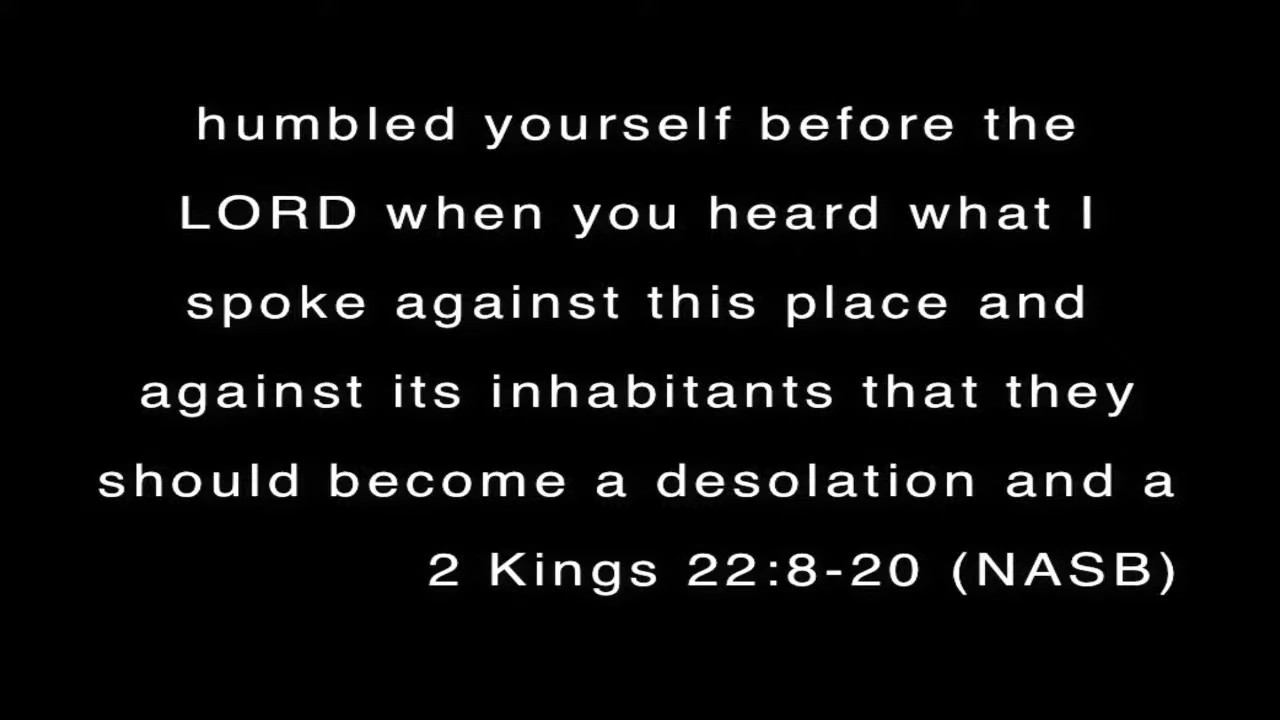 humbled yourself before the
LORD when you heard what I
spoke against this place and
against its inhabitants that they
should become a desolation and a
2 Kings 22:8-20 (NASB)